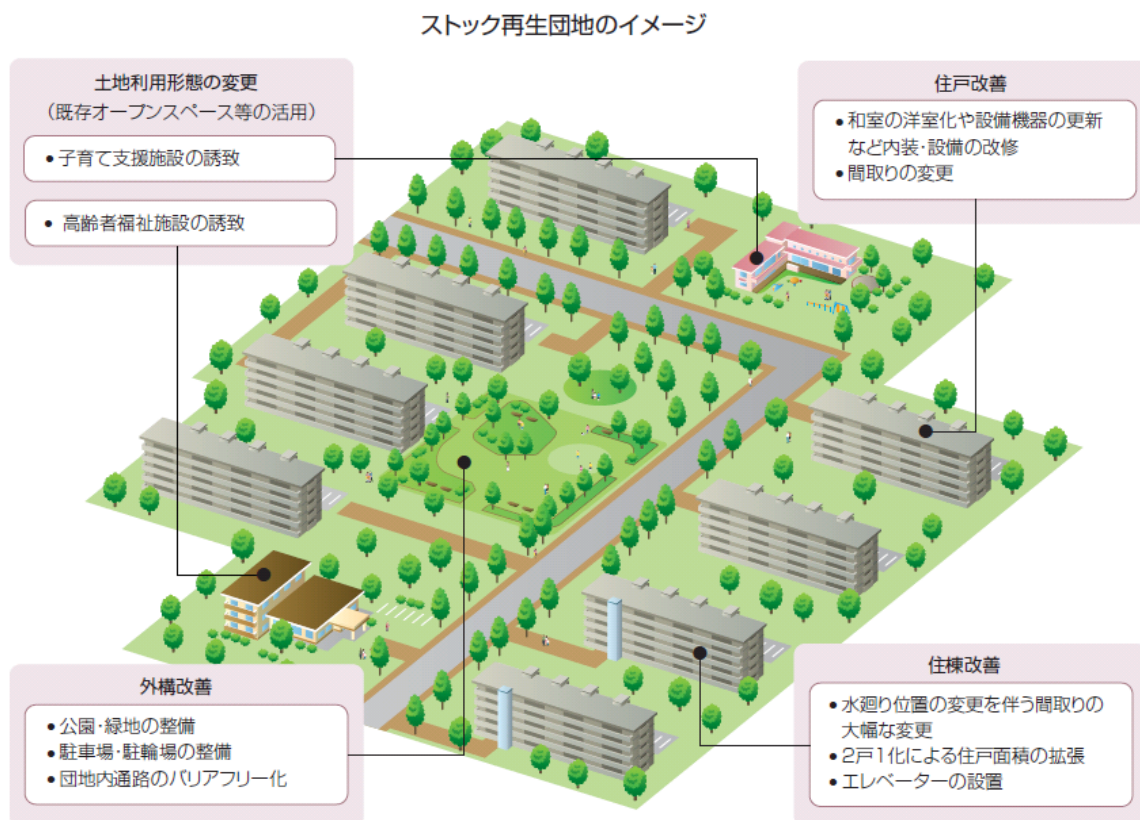 ストック再生団地のイメージ
土地利用形態の変更
(既存オープンスペース等の活用)
• 子育て支援施設の誘致
• 高齢者福祉施設の誘致
住戸改善
• 和室の洋室化や設備機器の更新
など内装・設備の改修
• 間取りの変更
外構改善
• 公園・緑地の整備
• 駐車場・駐輪場の整備
• 団地内通路のバリアフリー化
住棟改善
• 水廻り位置の変更を伴う間取りの
大幅な変更
• 2戸1化による住戸面積の拡張
• エレベーターの設置